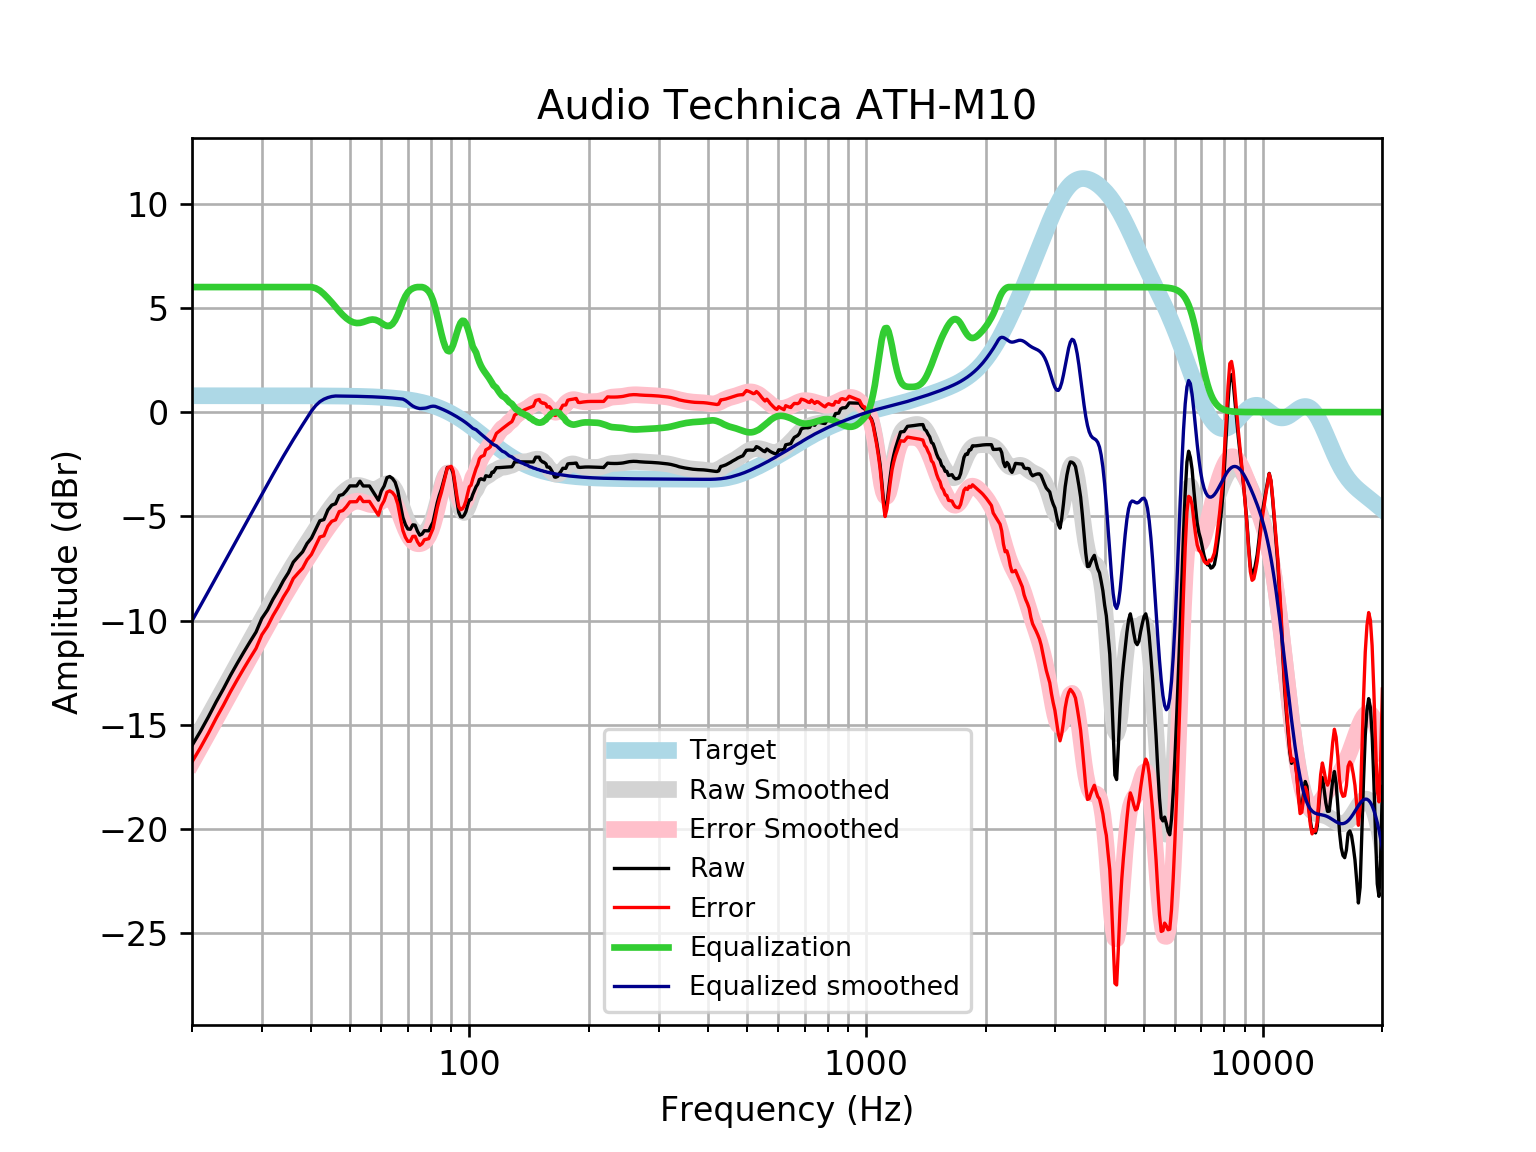 Audio Technica ATH-M10
10
5
0
−5
−10
−15
−20
−25
Amplitude (dBr)
Target
Raw Smoothed
Error Smoothed
Raw
Error
Equalization
Equalized smoothed
100
1000
10000
Frequency (Hz)